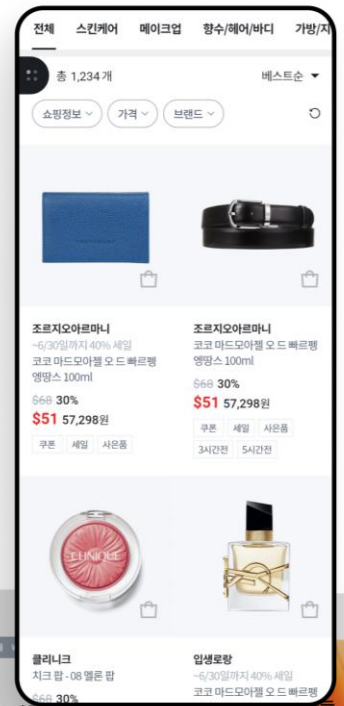 전체 스킨케어 메이크업 향수/헤어/바디 가방/지
총 1,234 개 베스트순
쇼핑정보 가격 브랜드
조르지오아르마니
~6/30일까지 40% 세일
코코 마드모아젤 오 드 빠르펭
엥땅스 100ml
$68 30%
$51 57,298원
쿠폰 세일 사은품
조르지오아르마니
코코 마드모아젤 오 드 빠르펭
엥땅스 100ml
$68 30%
$51 57,298원
쿠폰 세일 사은품
3시간전 5시간전
CLINIQUE
클리니크
치크 팝 - 08 멜론 팝
$68 30%
입생로랑
~6/30일까지 40% 세일
코코 마드모아젤 오 드 빠르펭